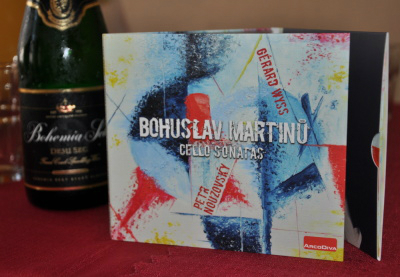 Bohemia Se
DEMI SEC
GÉRARD WYSS
BOHUSLAV MARTINŮ
CELLO SONATAS
PETR
NOUZOVSKÝ
ARCODIVA